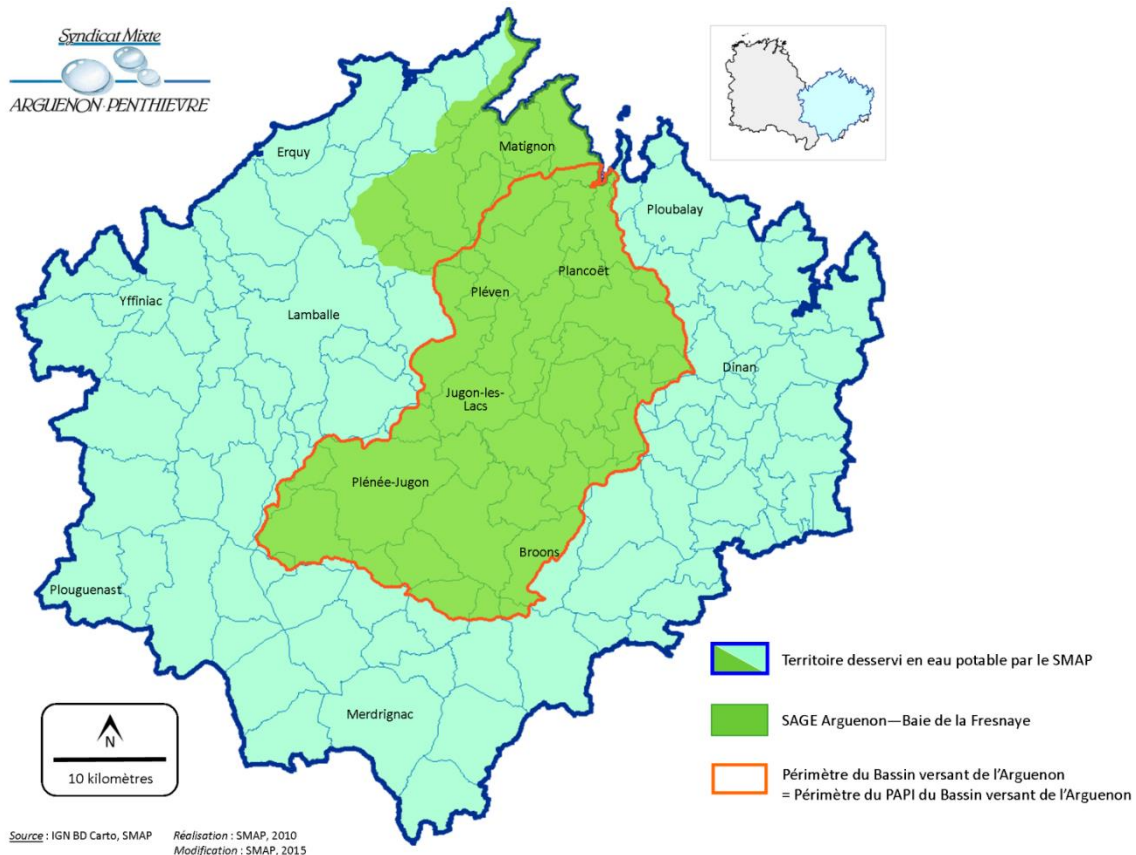 Syndicat Mixte
ARGUENON-PENTHIEVRE
Matignon
Erquy
Ploubalay
Plancoët
Pléven
Yffiniac
Lamballe
Dinan
Jugon-les-
Lacs
Plénée-Jugon
Broons
Plouguenast
Merdrignac
N
10 kilomètres
Territoire desservi en eau potable par le SMAP
SAGE Arguenon—Baie de la Fresnaye
Périmètre du Bassin versant de l'Arguenon
= Périmètre du PAPI du Bassin versant de l'Arguenon
Source : IGN BD Carto, SMAP Réalisation : SMAP, 2010
Modification : SMAP, 2015